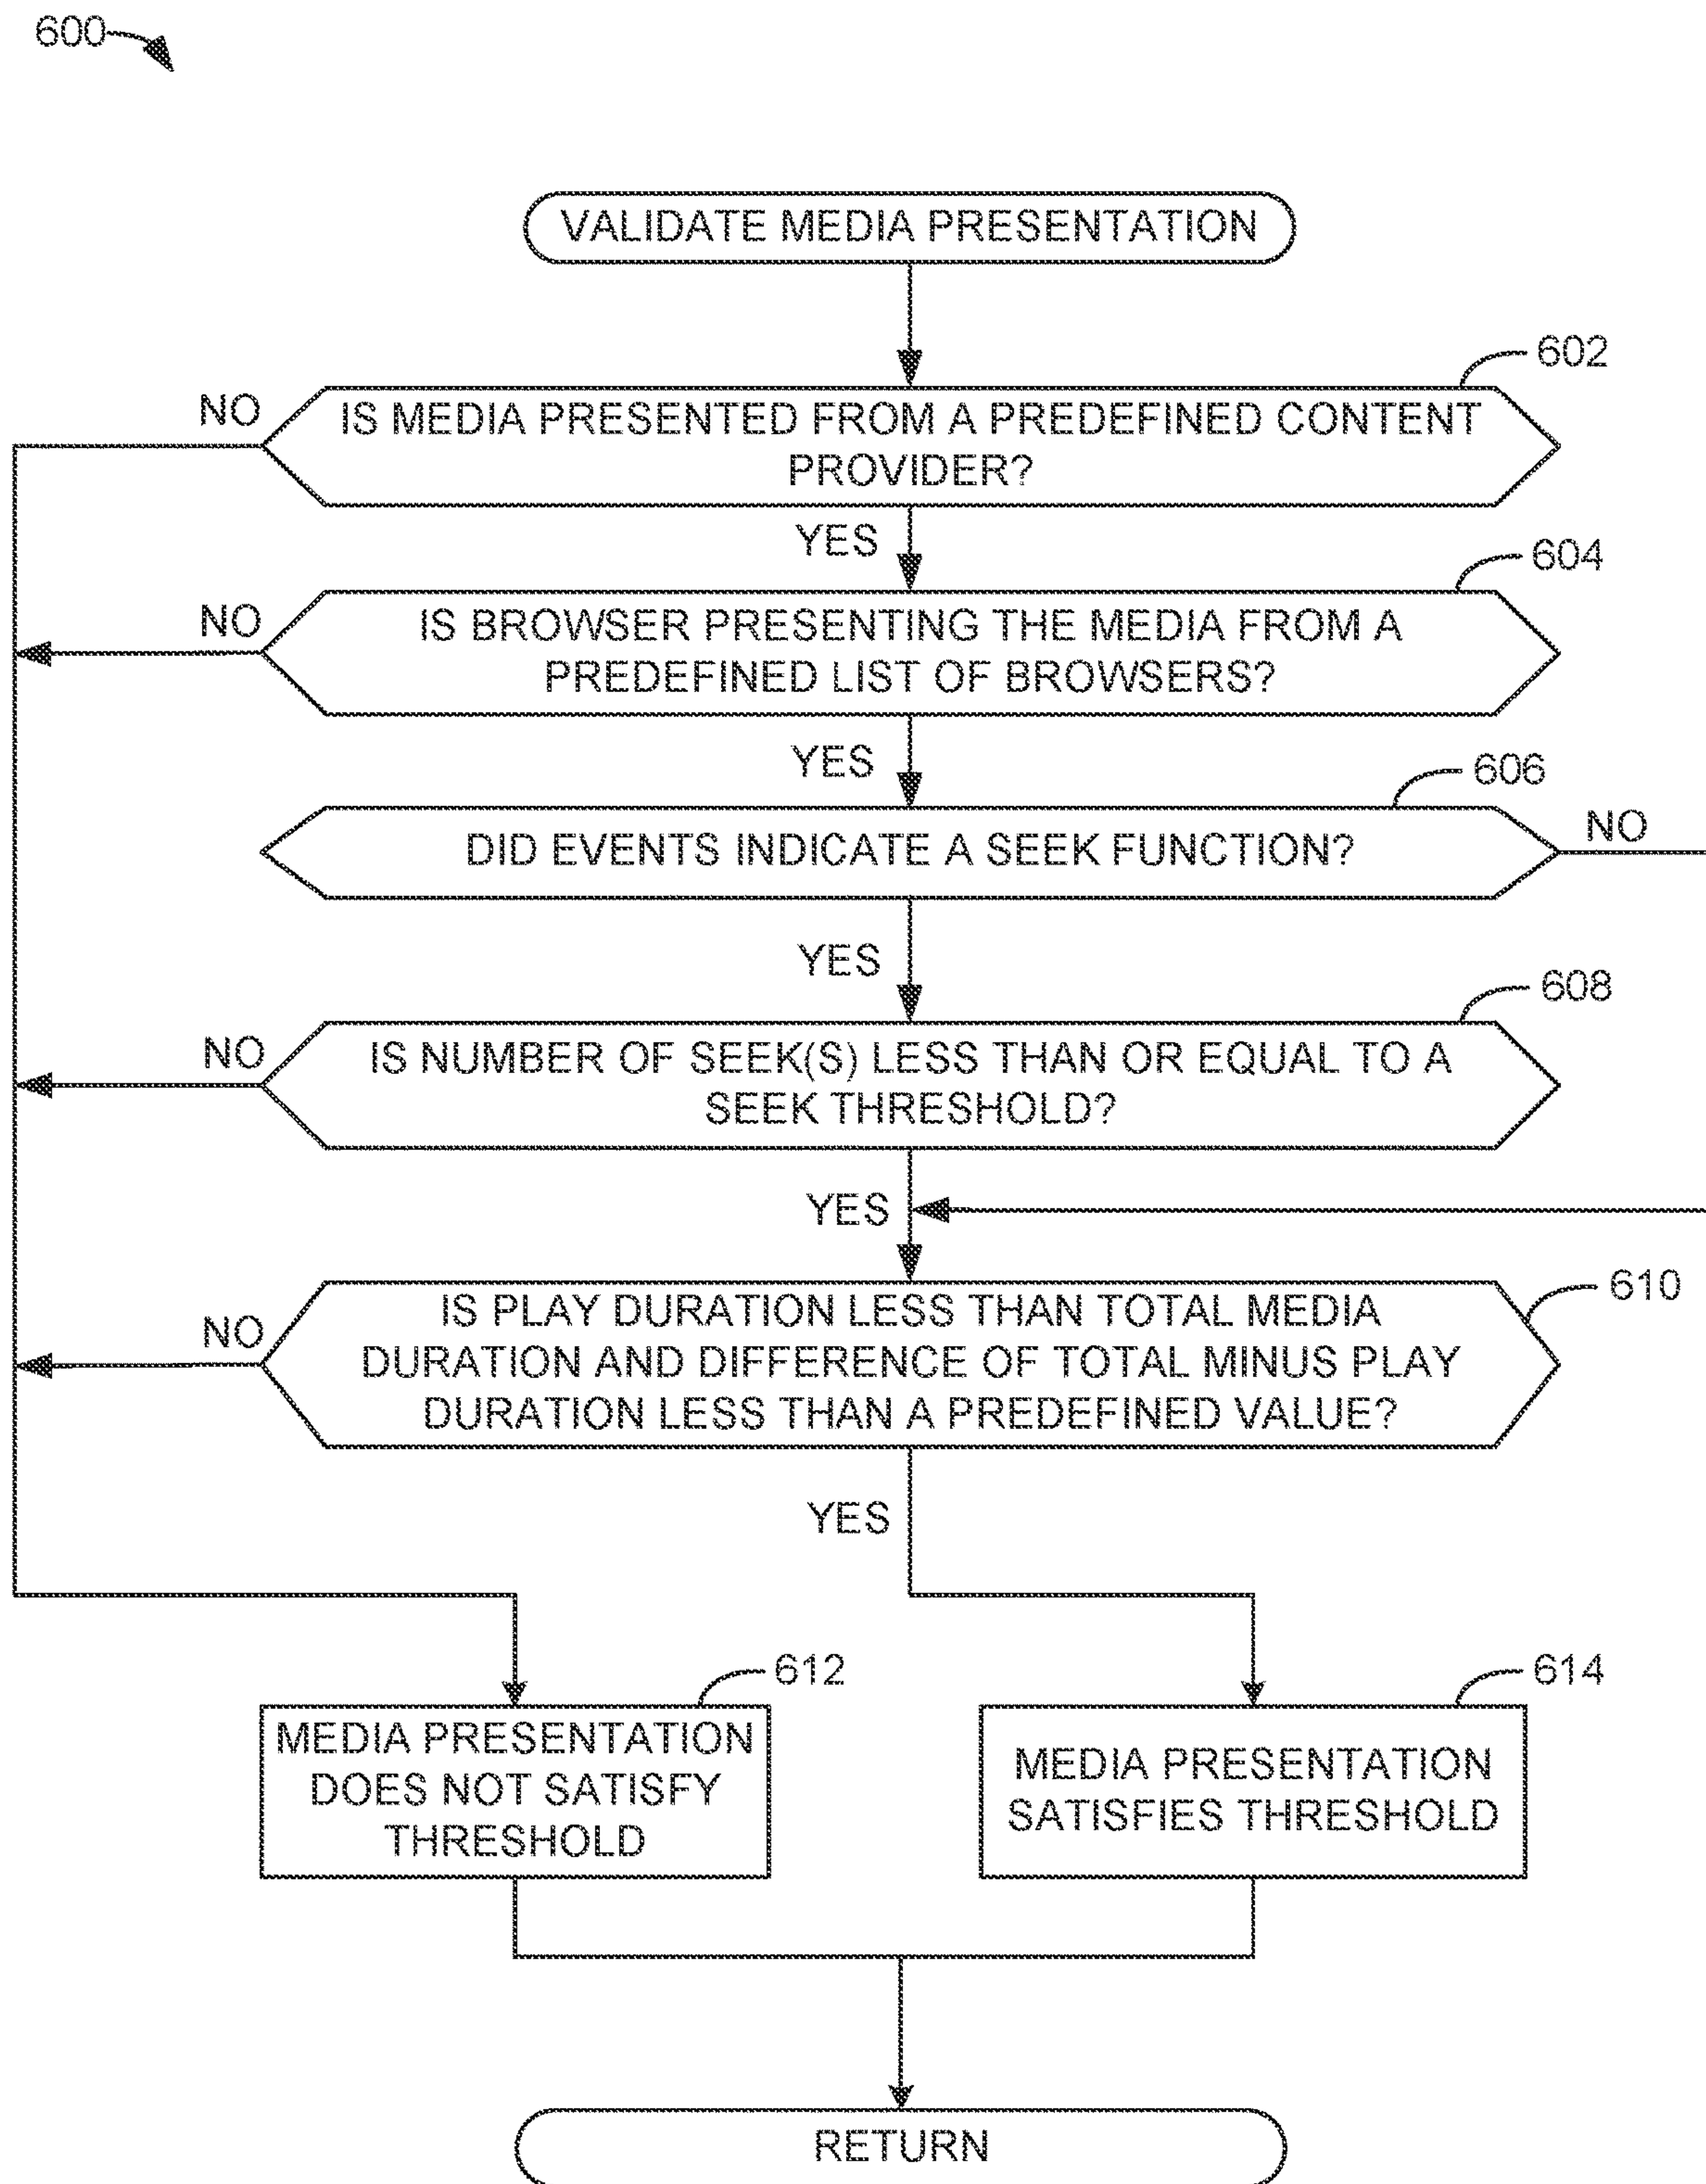 600
VALIDATE MEDIA PRESENTATION
602
NO
IS MEDIA PRESENTED FROM A PREDEFINED CONTENT
PROVIDER?
YES
604
NO
IS BROWSER PRESENTING THE MEDIA FROM A
PREDEFINED LIST OF BROWSERS?
YES
606
DID EVENTS INDICATE A SEEK FUNCTION?
NO
YES
608
NO
IS NUMBER OF SEEK(S) LESS THAN OR EQUAL TO A
SEEK THRESHOLD?
YES
610
NO
IS PLAY DURATION LESS THAN TOTAL MEDIA
DURATION AND DIFFERENCE OF TOTAL MINUS PLAY
DURATION LESS THAN A PREDEFINED VALUE?
YES
612
MEDIA PRESENTATION
DOES NOT SATISFY
THRESHOLD
614
MEDIA PRESENTATION
SATISFIES THRESHOLD
RETURN